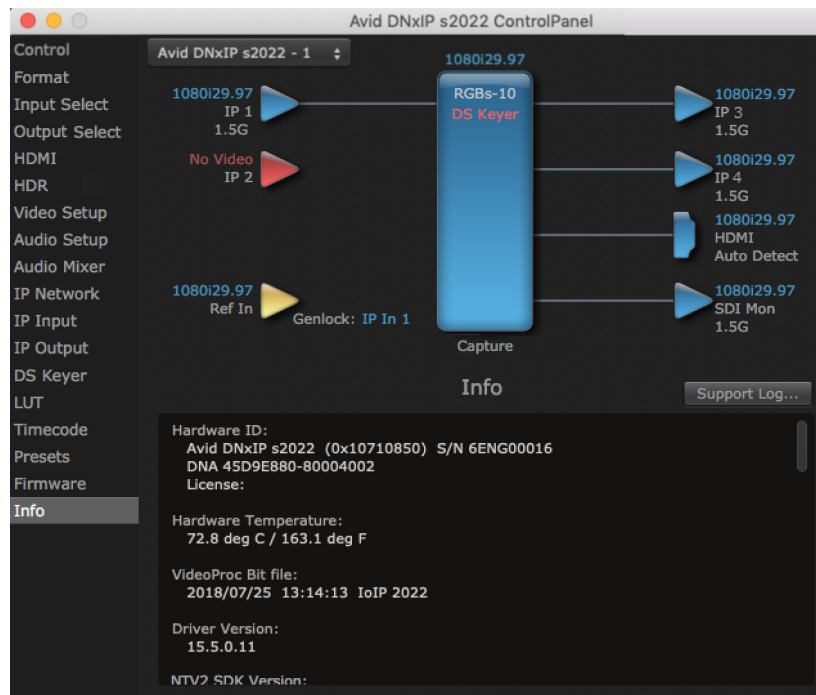 Avid DNxIP s2022 ControlPanel
Control
Format
Input Select
Output Select
HDMI
HDR
Video Setup
Audio Setup
Audio Mixer
IP Network
IP Input
IP Output
DS Keyer
LUT
Timecode
Presets
Firmware
Info
Avid DNxIP s2022 - 1
1080i29.97
IP 1
1.5G
No Video
IP 2
1080i29.97
Ref In
Genlock: IP In 1
1080i29.97
RGBs-10
DS Keyer
Capture
1080i29.97
IP 3
1.5G
1080i29.97
IP 4
1.5G
1080i29.97
HDMI
Auto Detect
1080i29.97
SDI Mon
1.5G
Info
Support Log...
Hardware ID:
Avid DNxIP s2022 (0x10710850) S/N 6ENG00016
DNA 45D9E880-80004002
License:
Hardware Temperature:
72.8 deg C / 163.1 deg F
VideoProc Bit file:
2018/07/25 13:14:13 IoIP 2022
Driver Version:
15.5.0.11
NTV2 SDK Version: